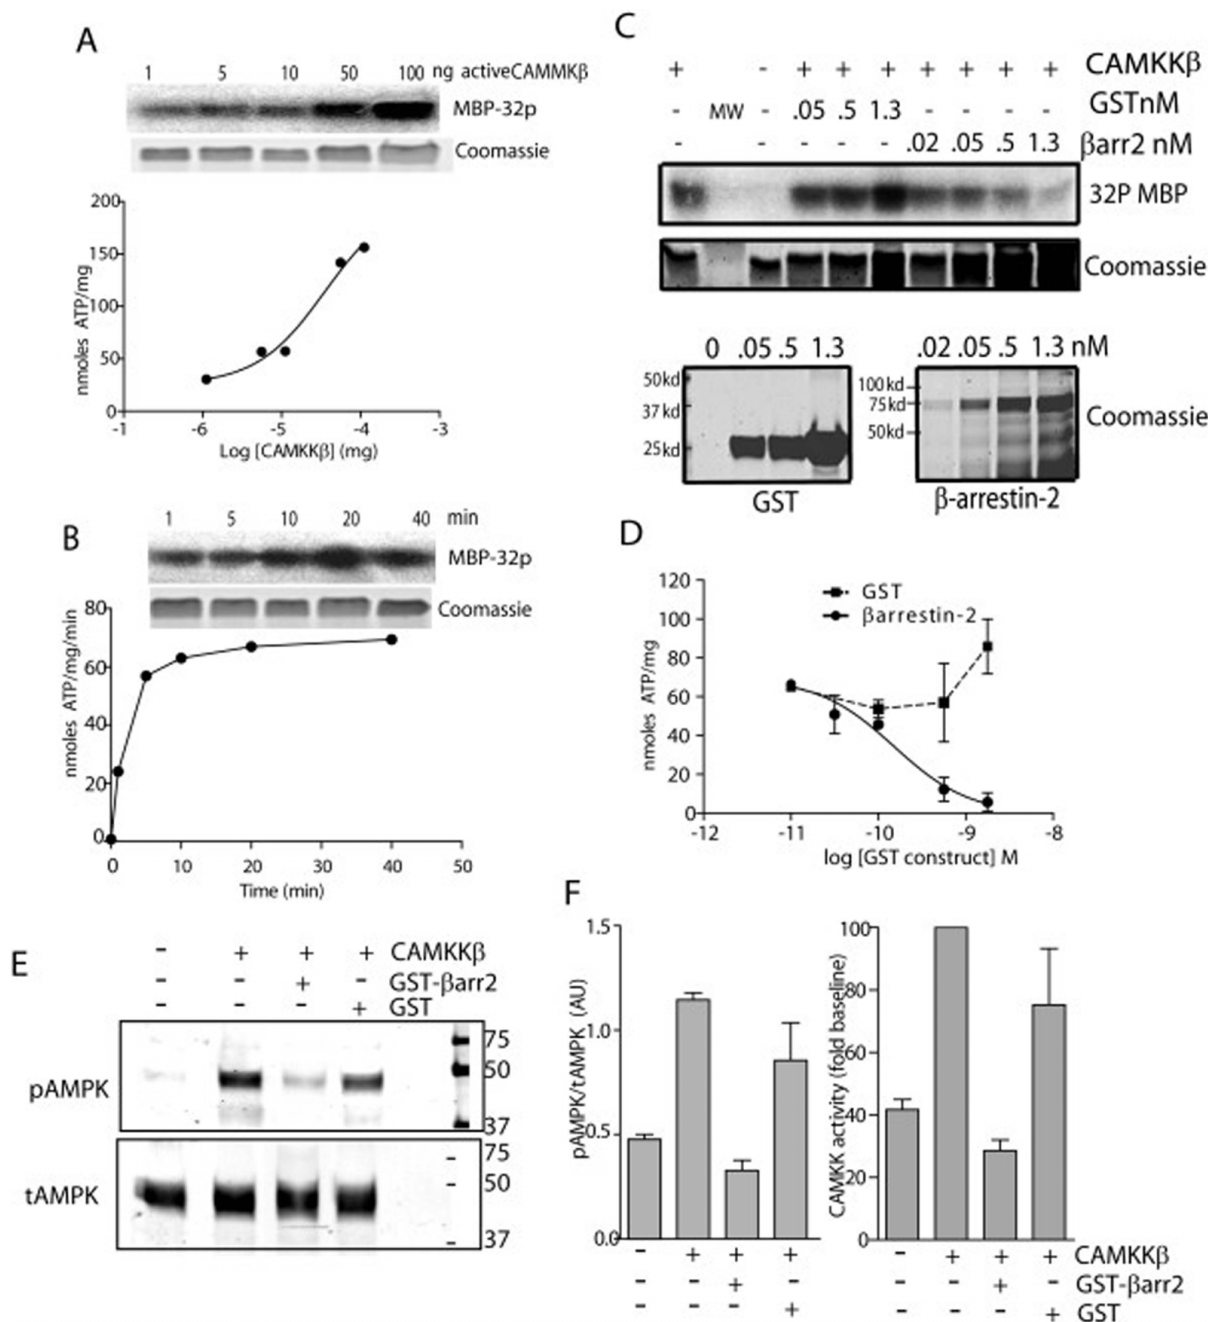 A
1 5 10 50 100 ng activeCAMMKβ
MBP-32p
Coomassie
200
150
100
50
0
nmoles ATP/mg
-1 -6 -5 -4 -3
Log [CAMKKβ] (mg)
B
1 5 10 20 40 min
MBP-32p
Coomassie
80
60
40
20
0
nmoles ATP/mg/min
0 10 20 30 40 50
Time (min)
C
+ - + + + + + + + CAMKKβ
- MW - .05 .5 1.3 - - - - GSTnM
- - - - - .02 .05 .5 1.3 βarr2 nM
32P MBP
Coomassie
0 .05 .5 1.3 .02 .05 .5 1.3 nM
50kd
37kd
25kd
100kd
75kd
50kd
Coomassie
GST
β-arrestin-2
D
GST
βarrestin-2
120
100
80
60
40
20
0
nmoles ATP/mg
-12 -11 -10 -9 -8
log [GST construct] M
E
- + + + CAMKKβ
- - + - GST-βarr2
- - - + GST
pAMPK
75
50
37
tAMPK
75
50
37
F
1.5
1.0
0.5
0.0
pAMPK/tAMPK (AU)
100
80
60
40
20
0
CAMKK activity (fold baseline)
- + + + - + + + CAMKKβ
- - + - - - + - GST-βarr2
- - - + - - - + GST